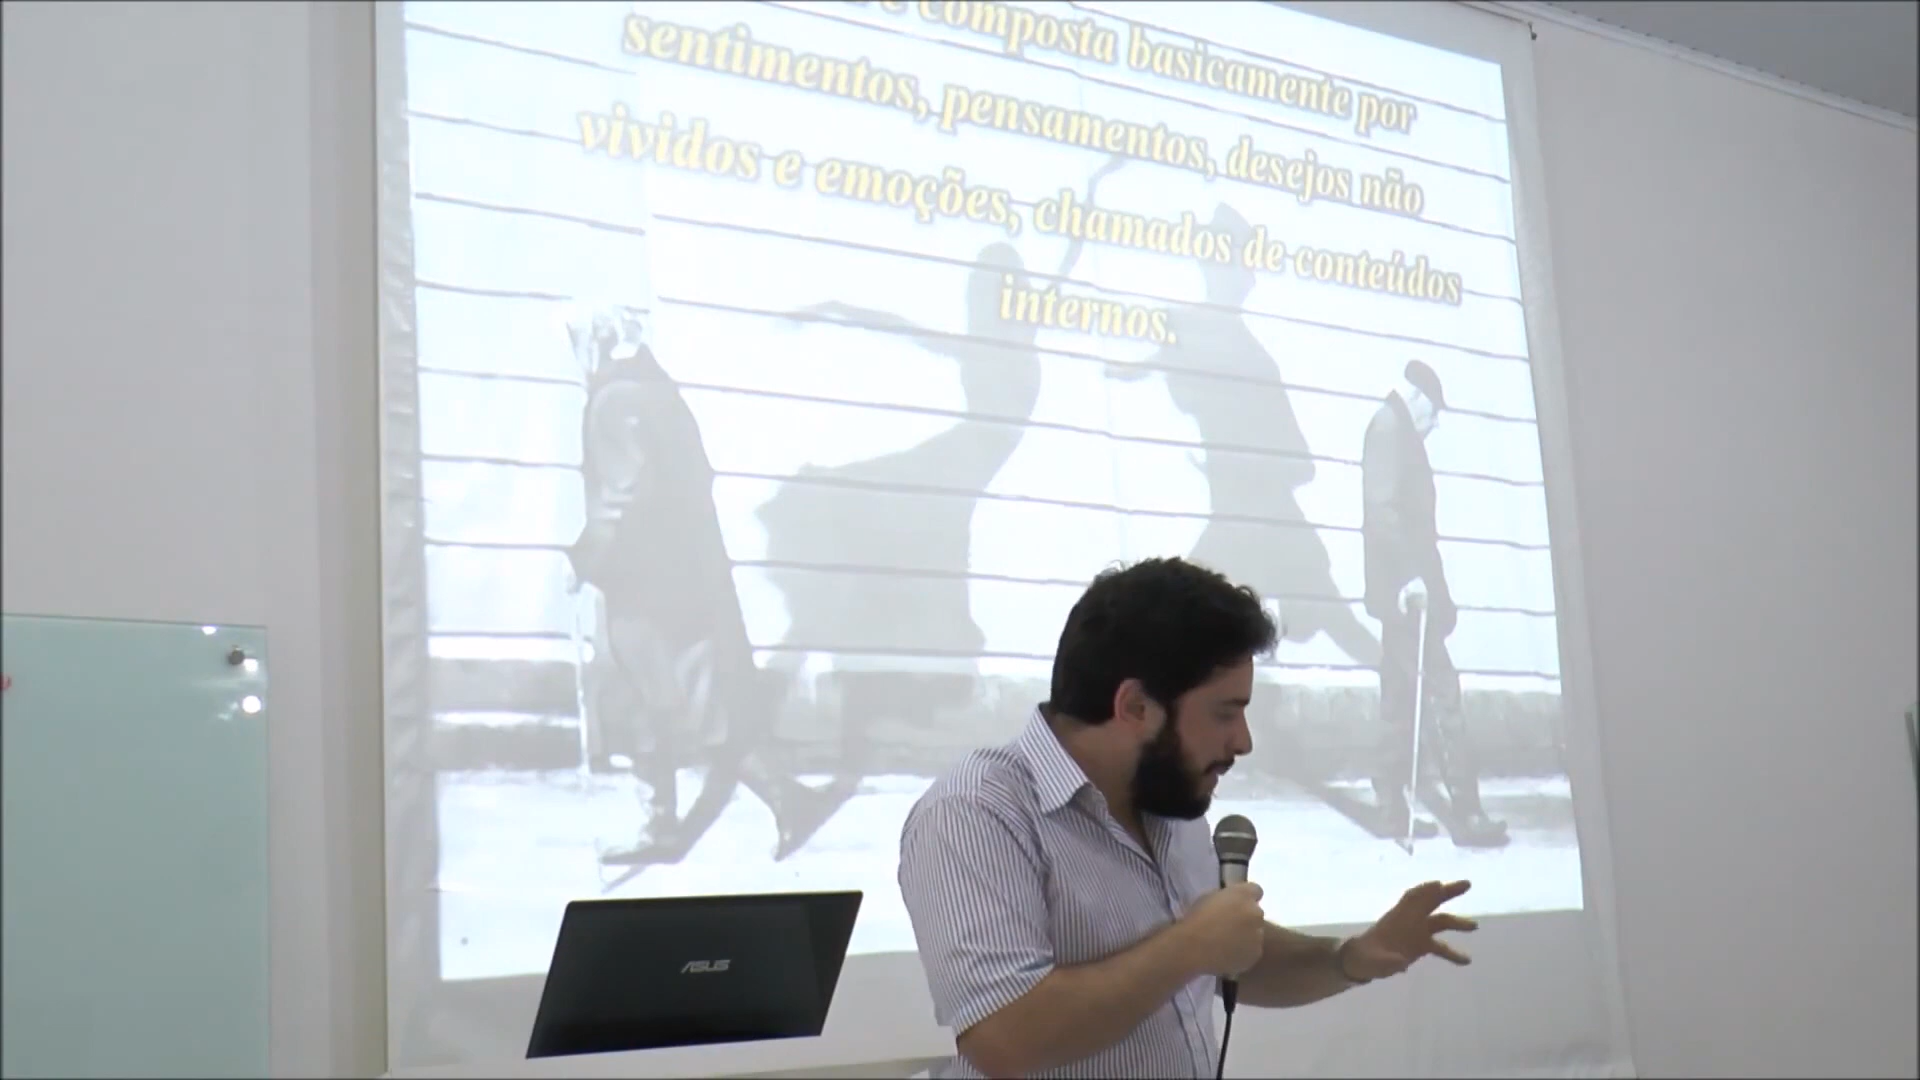 composta basicamente por
sentimentos, pensamentos, desejos não
vividos e emoções, chamados de conteúdos
internos.
ASUS